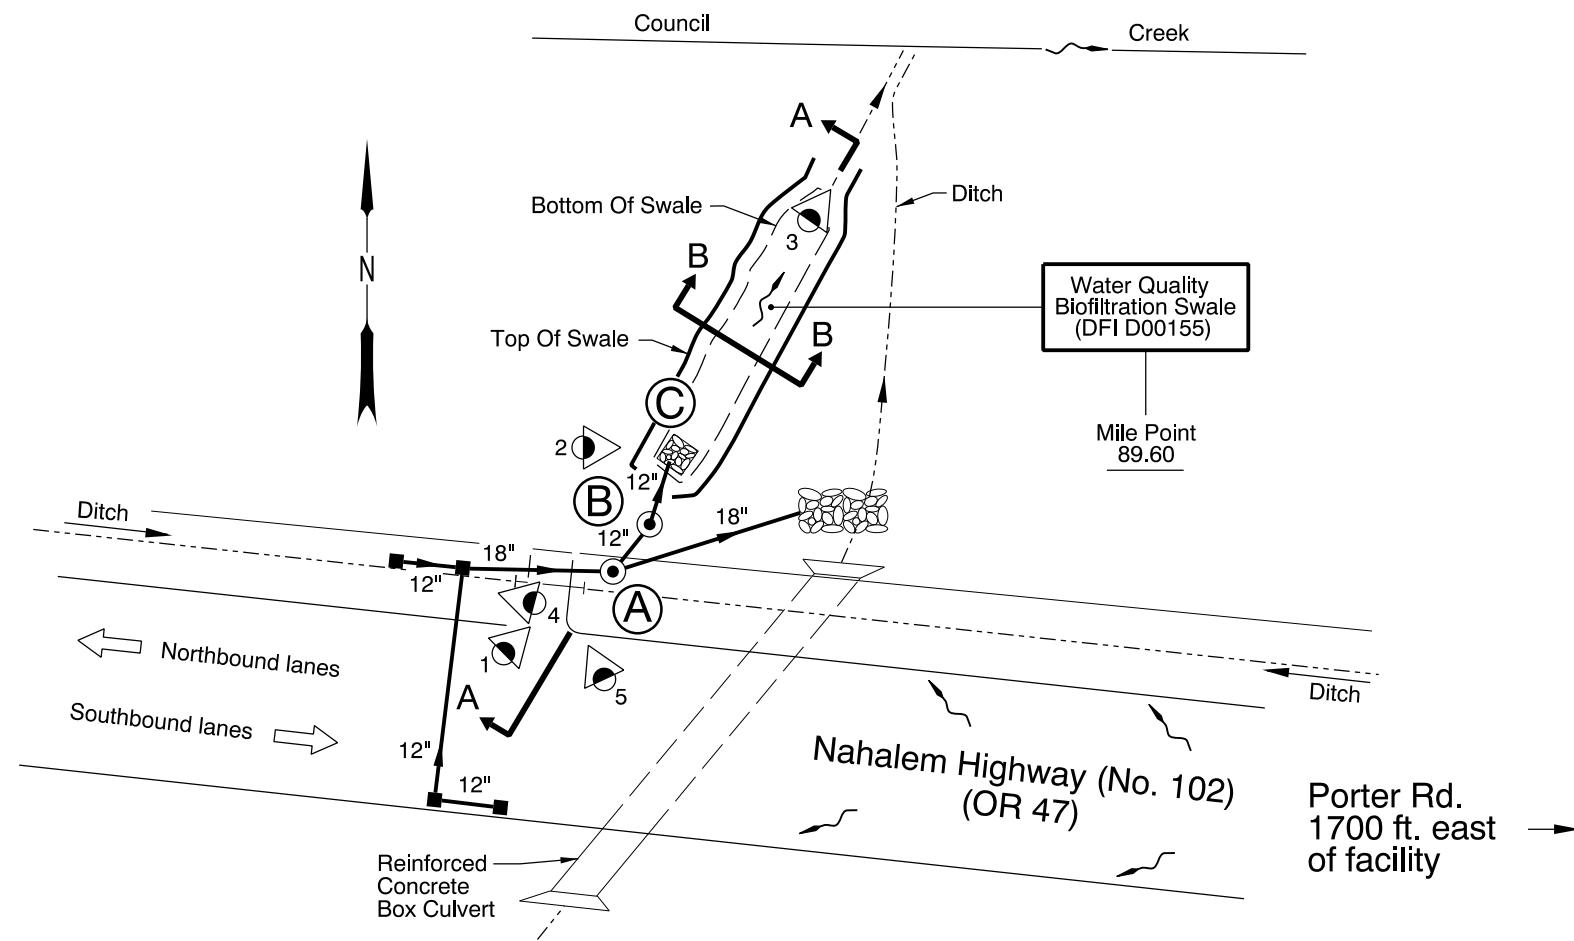 Council
Creek
A
Bottom Of Swale
Ditch
3
N
B
Water Quality
Biofiltration Swale
(DFI D00155)
Top Of Swale
B
C
Mile Point
89.60
2
12"
B
Ditch
18"
12"
18"
12"
A
4
1
5
Northbound lanes
Ditch
A
Southbound lanes
12"
12"
Nahalem Highway (No. 102)
(OR 47)
Porter Rd.
1700 ft. east
of facility
Reinforced
Concrete
Box Culvert